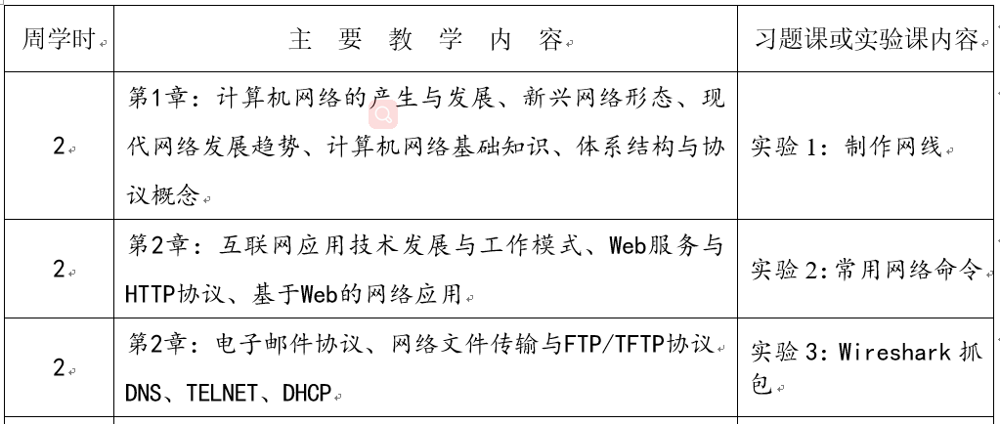 周学时
主 要 教 学 内 容
习题课或实验课内容
2
第1章：计算机网络的产生与发展、新兴网络形态、现
代网络发展趋势、计算机网络基础知识、体系结构与协
议概念
实验 1：制作网线
2
第2章：互联网应用技术发展与工作模式、Web服务与
HTTP协议、基于Web的网络应用
实验 2：常用网络命令
2
第2章：电子邮件协议、网络文件传输与FTP/TFTP协议
DNS、TELNET、DHCP
实验 3：Wireshark 抓
包